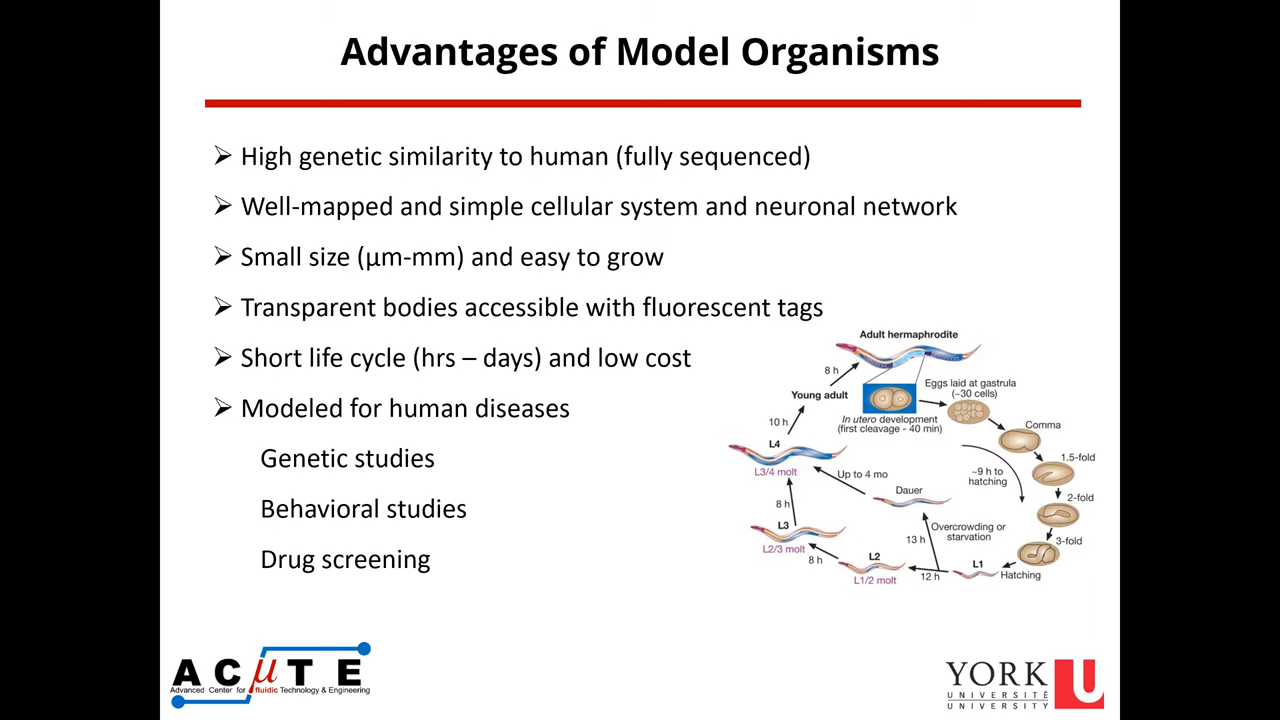 Advantages of Model Organisms
➢ High genetic similarity to human (fully sequenced)
➢ Well-mapped and simple cellular system and neuronal network
➢ Small size (µm-mm) and easy to grow
➢ Transparent bodies accessible with fluorescent tags
➢ Short life cycle (hrs – days) and low cost
➢ Modeled for human diseases
Genetic studies
Behavioral studies
Drug screening
Adult hermaphrodite
8 h
Young adult
In utero development
(first cleavage - 40 min)
Eggs laid at gastrula
(~30 cells)
Comma
1.5-fold
2-fold
3-fold
~9 h to
hatching
Hatching
L1
12 h
Overcrowding or
starvation
13 h
Dauer
Up to 4 mo
L2
L1/2 molt
8 h
L3
L2/3 molt
8 h
L4
L3/4 molt
10 h
ACµTE
Advanced Center for µfluidic Technology & Engineering
YORK U
UNIVERSITÉ
UNIVERSITY